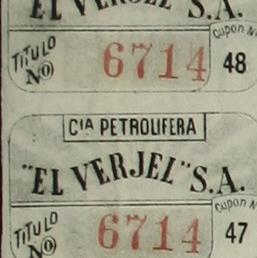 "EL VERJEL" S.A.
TITULO Nº 6714 Cupon Nº 48
CIA PETROLIFERA
"EL VERJEL" S.A.
TITULO Nº 6714 Cupon Nº 47